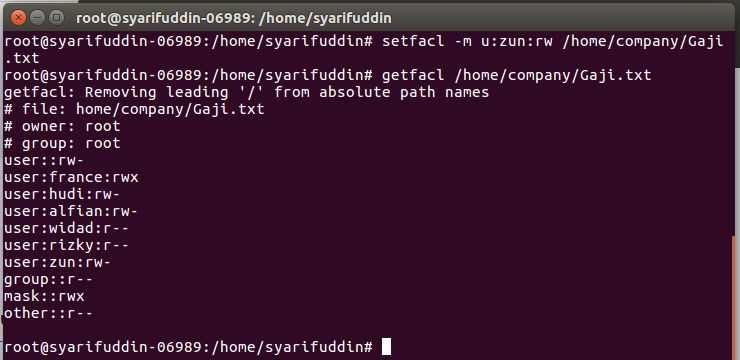 root@syarifuddin-06989: /home/syarifuddin
root@syarifuddin-06989:/home/syarifuddin# setfacl -m u:zun:rw /home/company/Gaji
.txt
root@syarifuddin-06989:/home/syarifuddin# getfacl /home/company/Gaji.txt
getfacl: Removing leading '/' from absolute path names
# file: home/company/Gaji.txt
# owner: root
# group: root
user::rw-
user:france:rwx
user:hudi:rw-
user:alfian:rw-
user:widad:r--
user:rizky:r--
user:zun:rw-
group::r--
mask::rwx
other::r--
root@syarifuddin-06989:/home/syarifuddin#